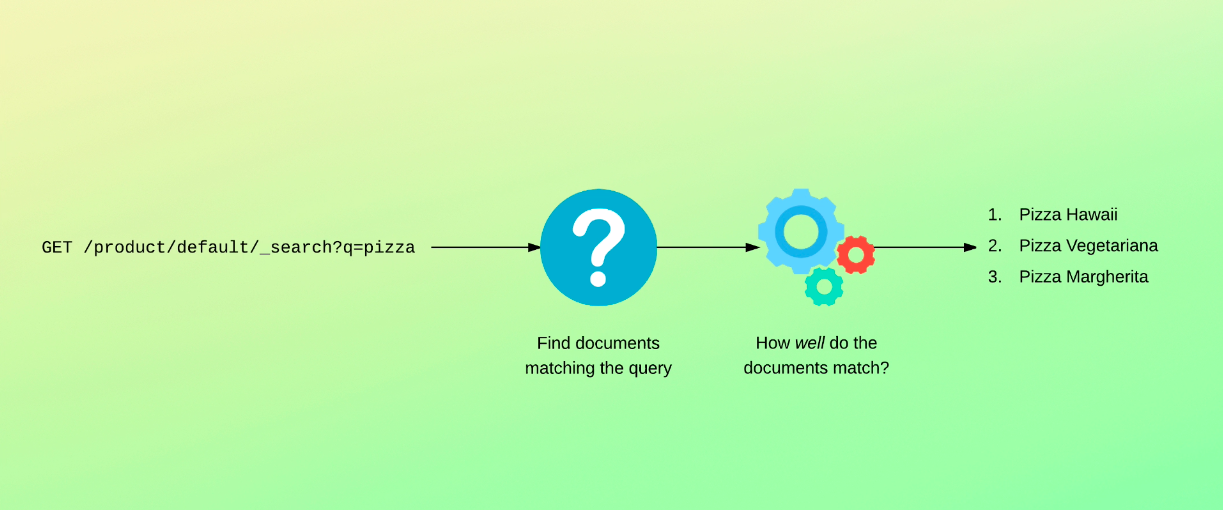 GET /product/default/_search?q=pizza
?
Find documents
matching the query
How well do the
documents match?
1. Pizza Hawaii
2. Pizza Vegetariana
3. Pizza Margherita